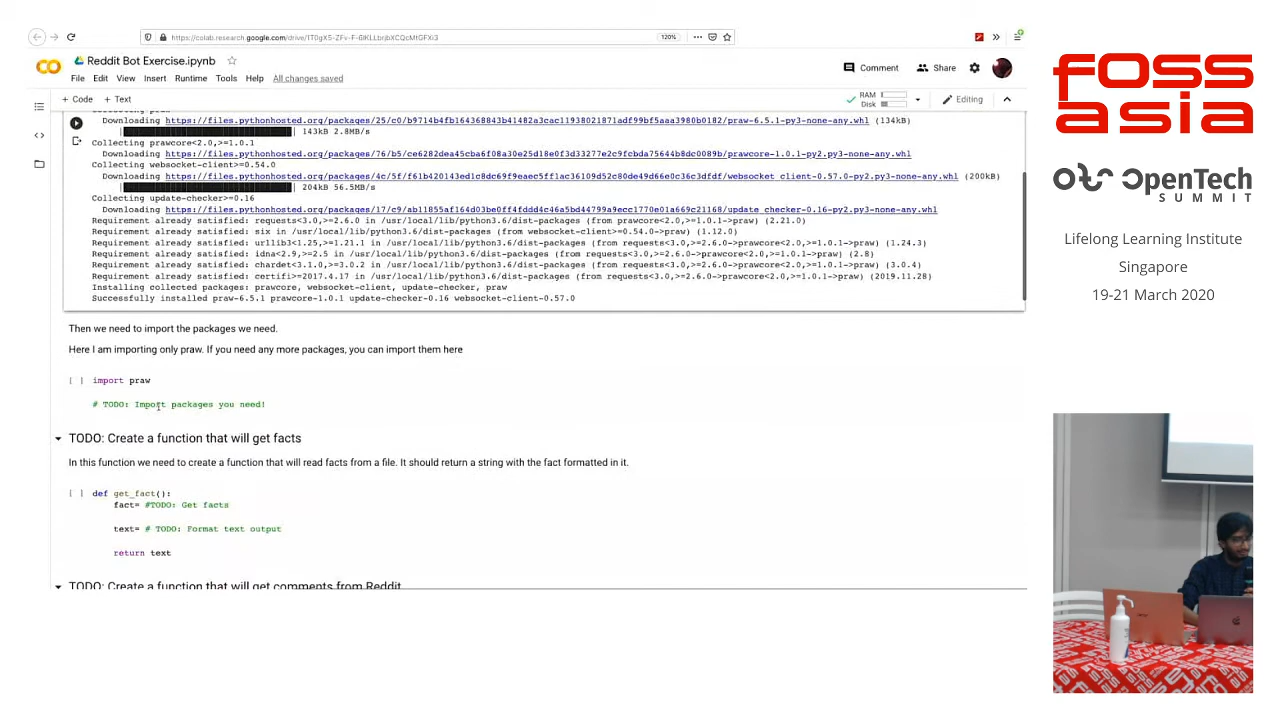 https://colab.research.google.com/drive/1T0gX5-ZFv-F-6lKLLbrjbXCQcMtGFXi3
120%
Reddit Bot Exercise.ipynb
File Edit View Insert Runtime Tools Help All changes saved
Comment Share
+ Code + Text
RAM
Disk
Editing
Downloading https://files.pythonhosted.org/packages/25/c0/b9714b4fb164368843b41482a3cac11938021871adf99bf5aaa3980b0182/praw-6.5.1-py3-none-any.whl (134kB)
143kB 2.8MB/s
Collecting prawcore<2.0,>=1.0.1
Downloading https://files.pythonhosted.org/packages/76/b5/ce6282dea45cba6f08a30e25d18e0f3d33277e2c9fcbda75644b8dc0089b/prawcore-1.0.1-py2.py3-none-any.whl
Collecting websocket-client>=0.54.0
Downloading https://files.pythonhosted.org/packages/4c/5f/f61b420143ed1c8dc69f9eaec5ff1ac36109d52c80de49d66e0c36c3dfdf/websocket_client-0.57.0-py2.py3-none-any.whl (200kB)
204kB 56.5MB/s
Collecting update-checker>=0.16
Downloading https://files.pythonhosted.org/packages/17/c9/ab11855af164d03be0ff4fddd4c46a5bd44799a9ecc1770e01a669c21168/update_checker-0.16-py2.py3-none-any.whl
Requirement already satisfied: requests<3.0,>=2.6.0 in /usr/local/lib/python3.6/dist-packages (from prawcore<2.0,>=1.0.1->praw) (2.21.0)
Requirement already satisfied: six in /usr/local/lib/python3.6/dist-packages (from websocket-client>=0.54.0->praw) (1.12.0)
Requirement already satisfied: urllib3<1.25,>=1.21.1 in /usr/local/lib/python3.6/dist-packages (from requests<3.0,>=2.6.0->prawcore<2.0,>=1.0.1->praw) (1.24.3)
Requirement already satisfied: idna<2.9,>=2.5 in /usr/local/lib/python3.6/dist-packages (from requests<3.0,>=2.6.0->prawcore<2.0,>=1.0.1->praw) (2.8)
Requirement already satisfied: chardet<3.1.0,>=3.0.2 in /usr/local/lib/python3.6/dist-packages (from requests<3.0,>=2.6.0->prawcore<2.0,>=1.0.1->praw) (3.0.4)
Requirement already satisfied: certifi>=2017.4.17 in /usr/local/lib/python3.6/dist-packages (from requests<3.0,>=2.6.0->prawcore<2.0,>=1.0.1->praw) (2019.11.28)
Installing collected packages: prawcore, websocket-client, update-checker, praw
Successfully installed praw-6.5.1 prawcore-1.0.1 update-checker-0.16 websocket-client-0.57.0
Then we need to import the packages we need.
Here I am importing only praw. If you need any more packages, you can import them here
[ ] import praw
# TODO: Import packages you need!
TODO: Create a function that will get facts
In this function we need to create a function that will read facts from a file. It should return a string with the fact formatted in it.
[ ] def get_fact():
fact= #TODO: Get facts
text= # TODO: Format text output
return text
TODO: Create a function that will get comments from Reddit
foss
asia
OpenTech
SUMMIT
Lifelong Learning Institute
Singapore
19-21 March 2020